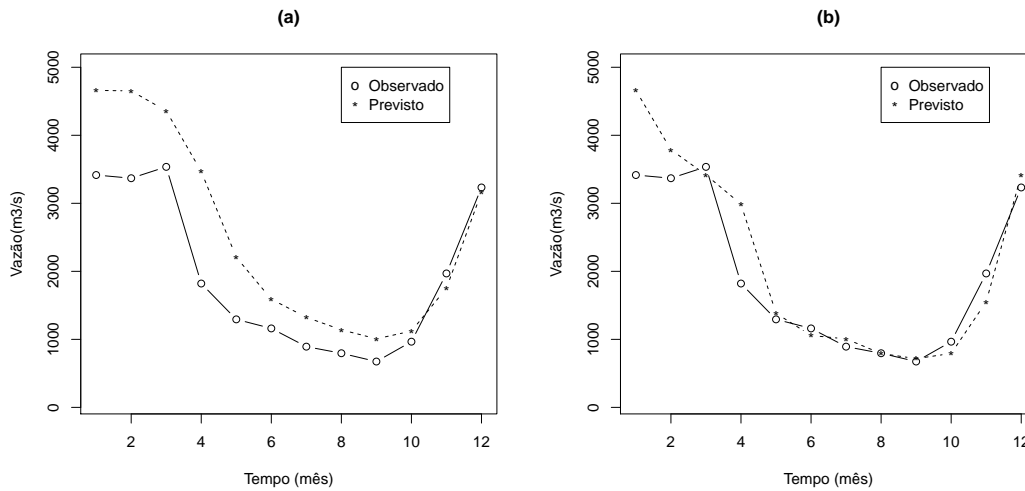 (a)
o Observado
* Previsto
5000
4000
3000
2000
1000
0
Vazão(m3/s)
2 4 6 8 10 12
Tempo (mês)
(b)
o Observado
* Previsto
5000
4000
3000
2000
1000
0
Vazão(m3/s)
2 4 6 8 10 12
Tempo (mês)